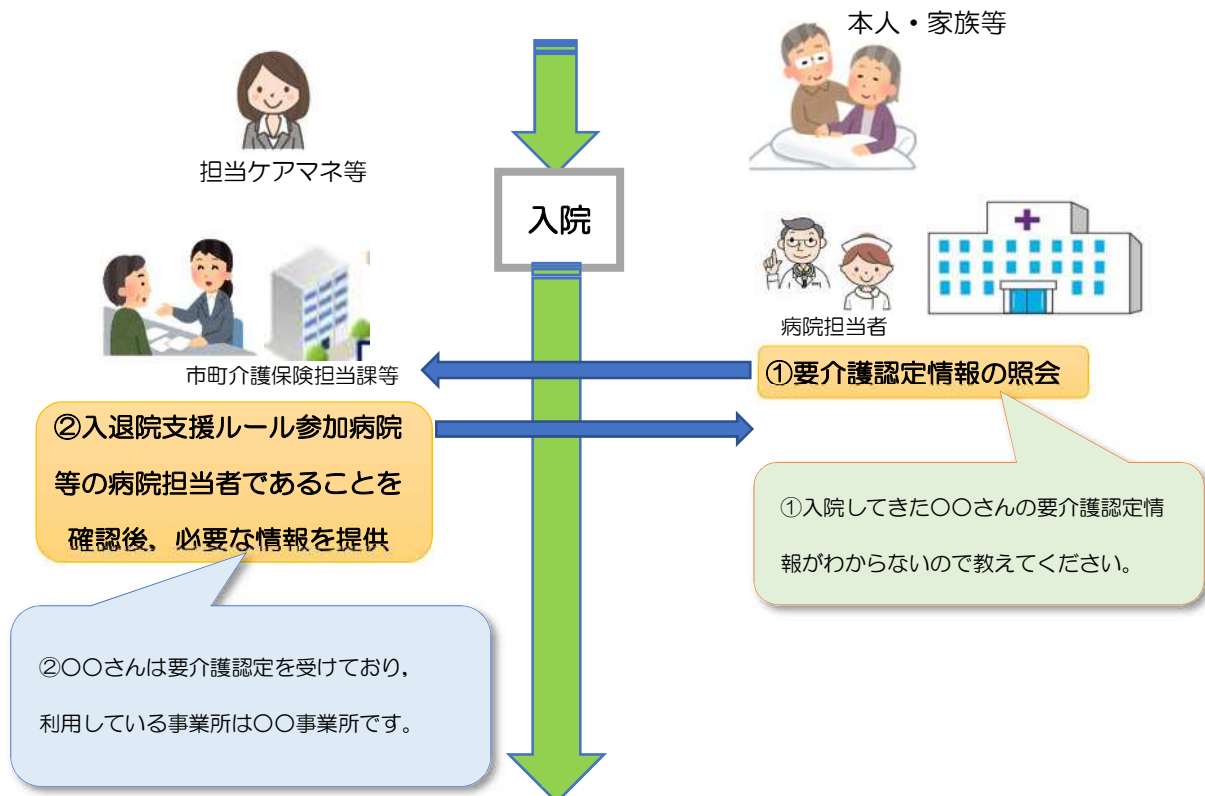 本人・家族等
担当ケアマネ等
入院
病院担当者
市町介護保険担当課等
①要介護認定情報の照会
②入退院支援ルール参加病院
等の病院担当者であることを
確認後，必要な情報を提供
①入院してきた〇〇さんの要介護認定情
報がわからないので教えてください。
②〇〇さんは要介護認定を受けており，
利用している事業所は〇〇事業所です。